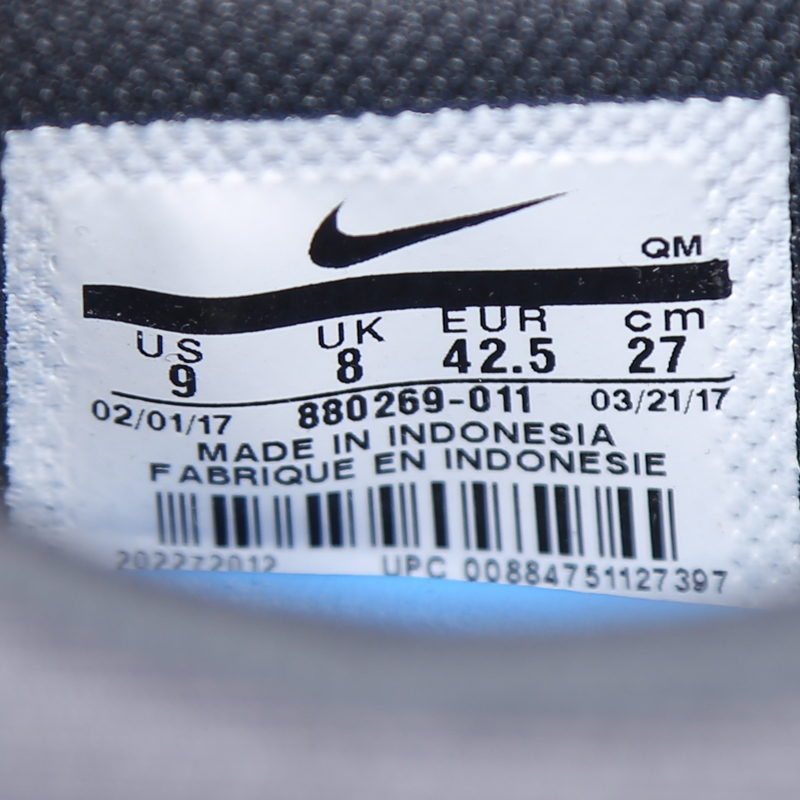 QM
US UK EUR cm
9 8 42.5 27
02/01/17 880269-011 03/21/17
MADE IN INDONESIA
FABRIQUE EN INDONESIE
202272012 UPC 00884751127397